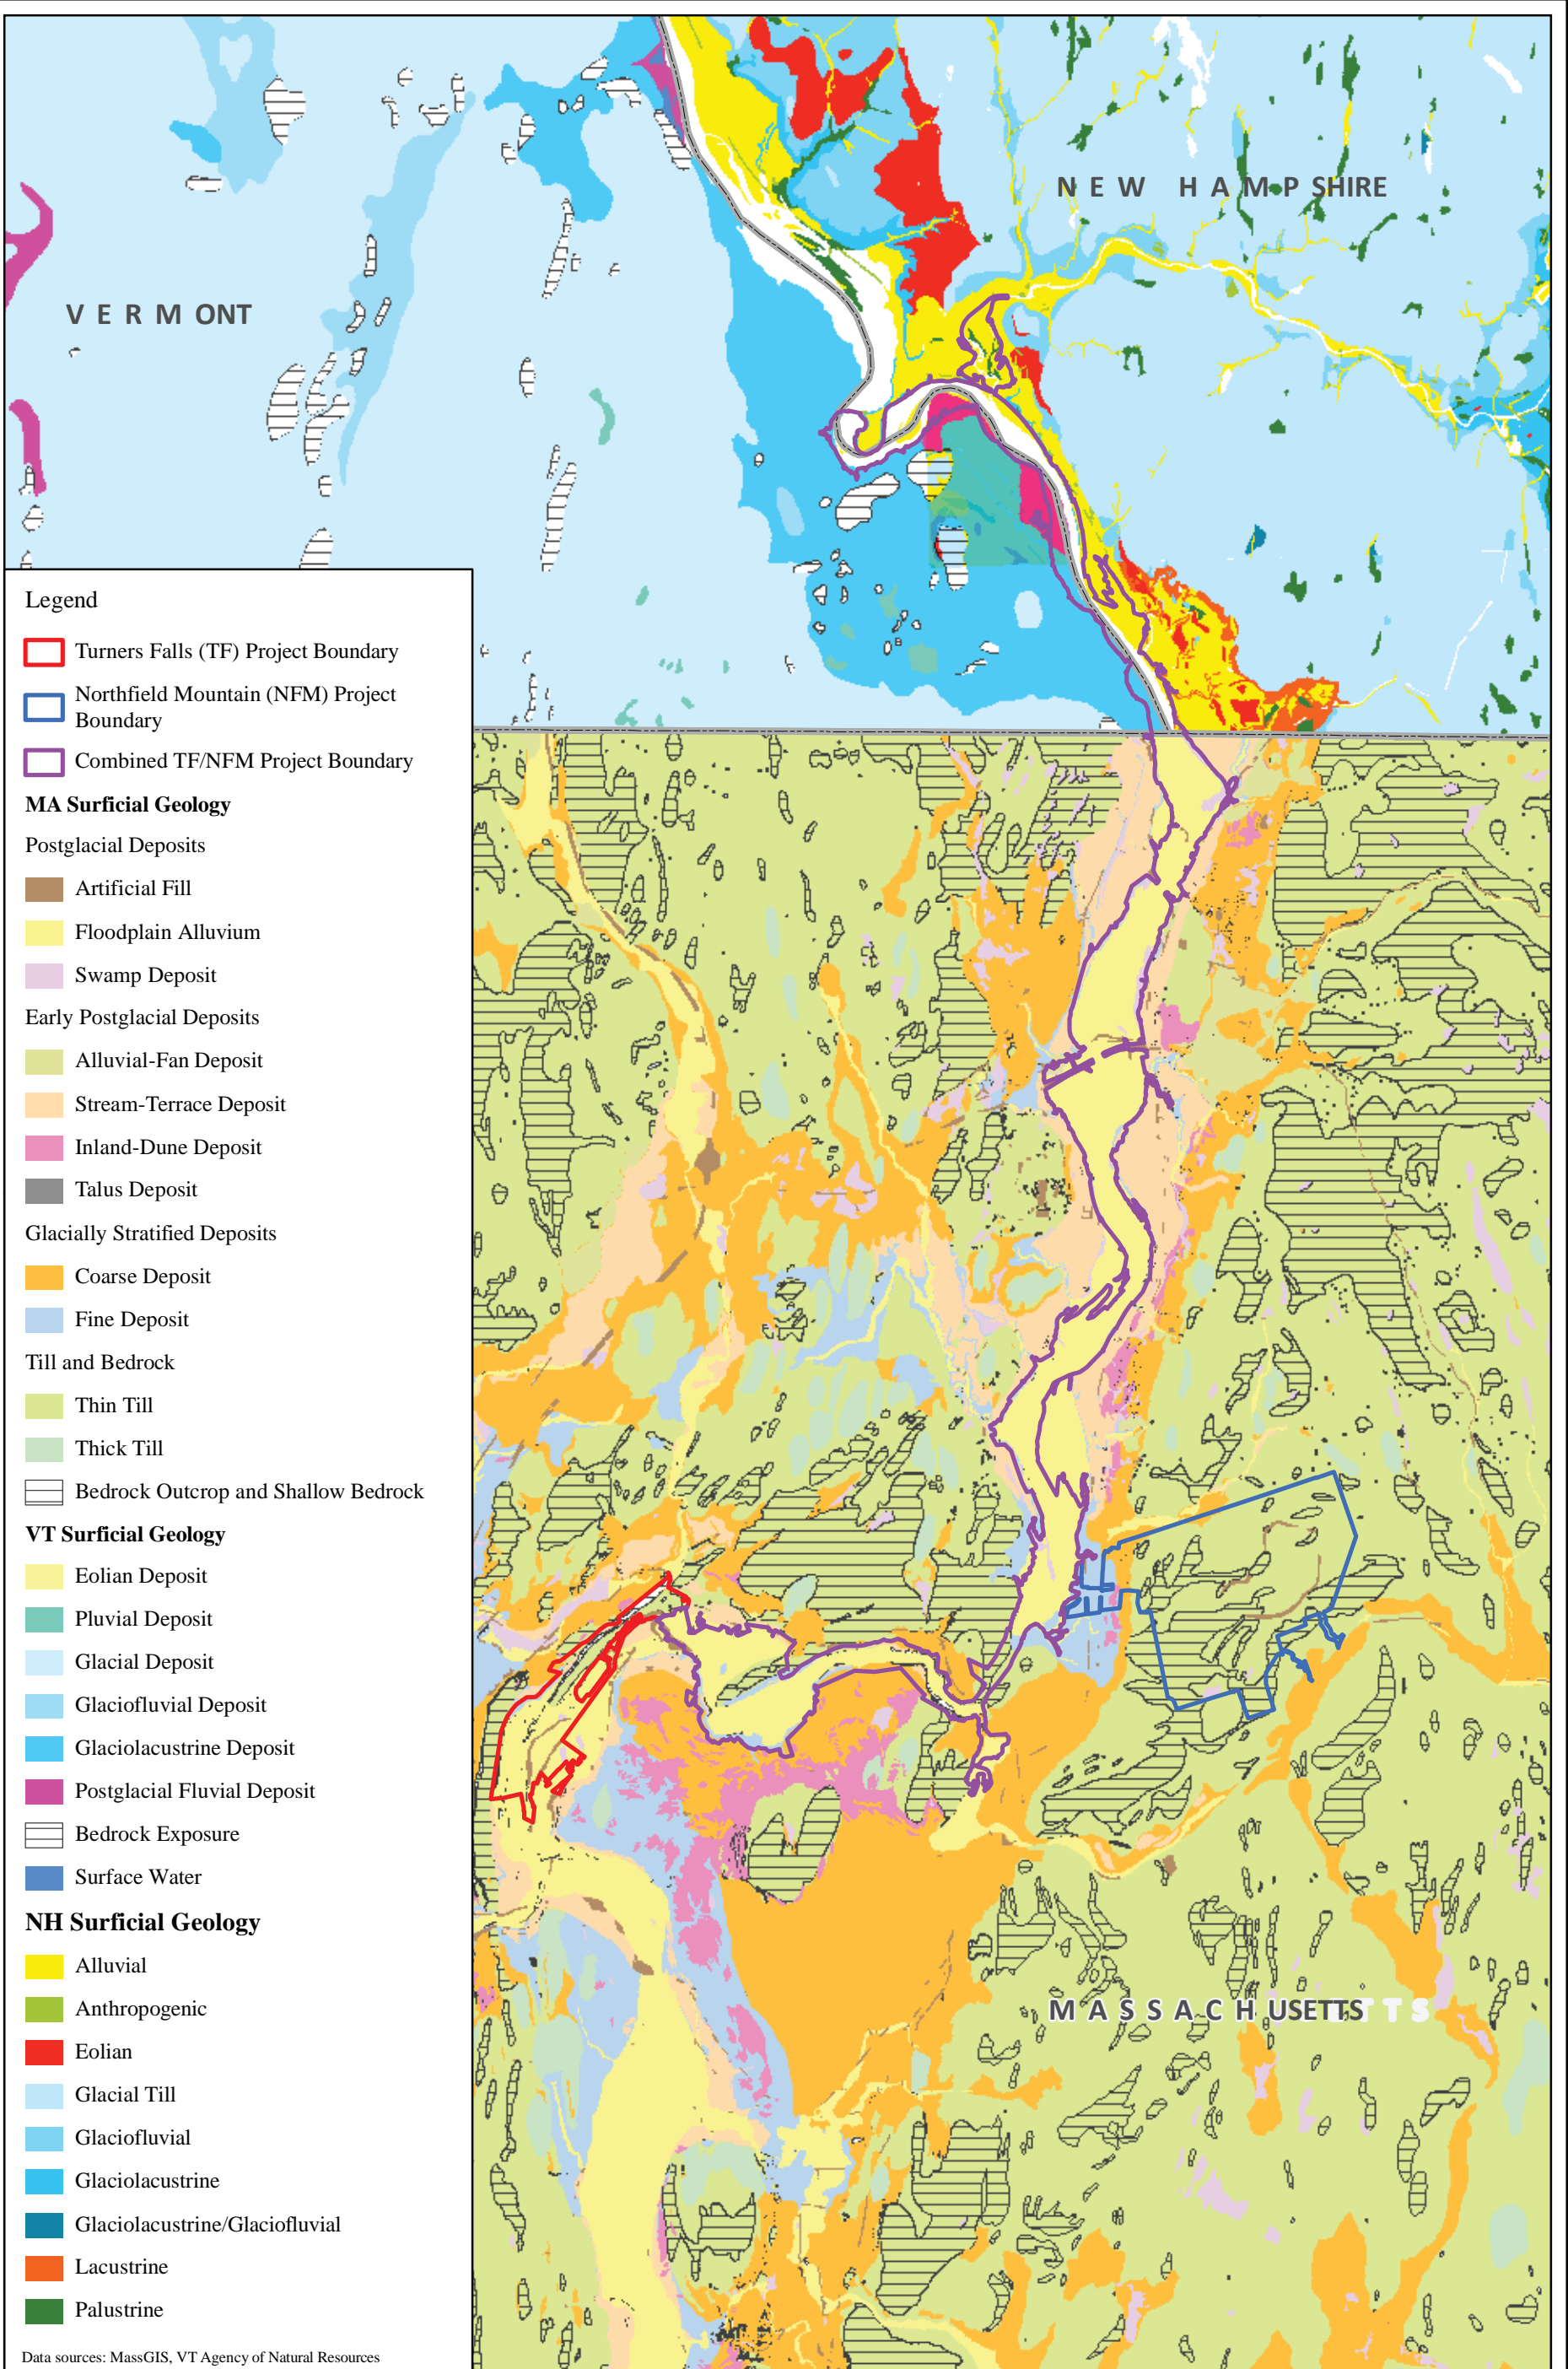 NEW HAMPSHIRE
VERMONT
Legend
Turners Falls (TF) Project Boundary
Northfield Mountain (NFM) Project
Boundary
Combined TF/NFM Project Boundary
MA Surficial Geology
Postglacial Deposits
Artificial Fill
Floodplain Alluvium
Swamp Deposit
Early Postglacial Deposits
Alluvial-Fan Deposit
Stream-Terrace Deposit
Inland-Dune Deposit
Talus Deposit
Glacially Stratified Deposits
Coarse Deposit
Fine Deposit
Till and Bedrock
Thin Till
Thick Till
Bedrock Outcrop and Shallow Bedrock
VT Surficial Geology
Eolian Deposit
Pluvial Deposit
Glacial Deposit
Glaciofluvial Deposit
Glaciolacustrine Deposit
Postglacial Fluvial Deposit
Bedrock Exposure
Surface Water
NH Surficial Geology
Alluvial
Anthropogenic
Eolian
Glacial Till
Glaciofluvial
Glaciolacustrine
Glaciolacustrine/Glaciofluvial
Lacustrine
Palustrine
MASSACHUSETTS
Data sources: MassGIS, VT Agency of Natural Resources